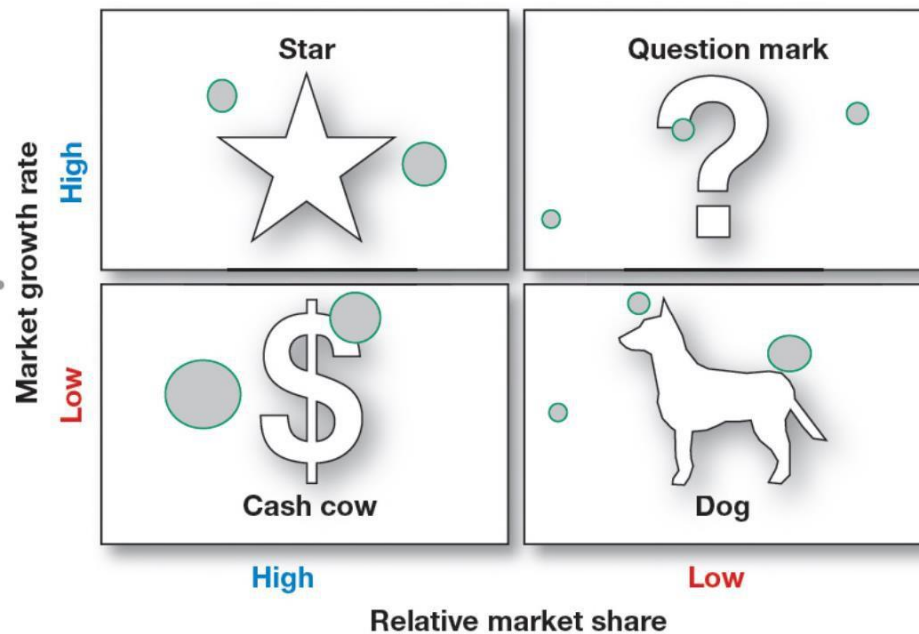 Star
Question mark
Market growth rate
High
Low
Cash cow
Dog
High
Low
Relative market share